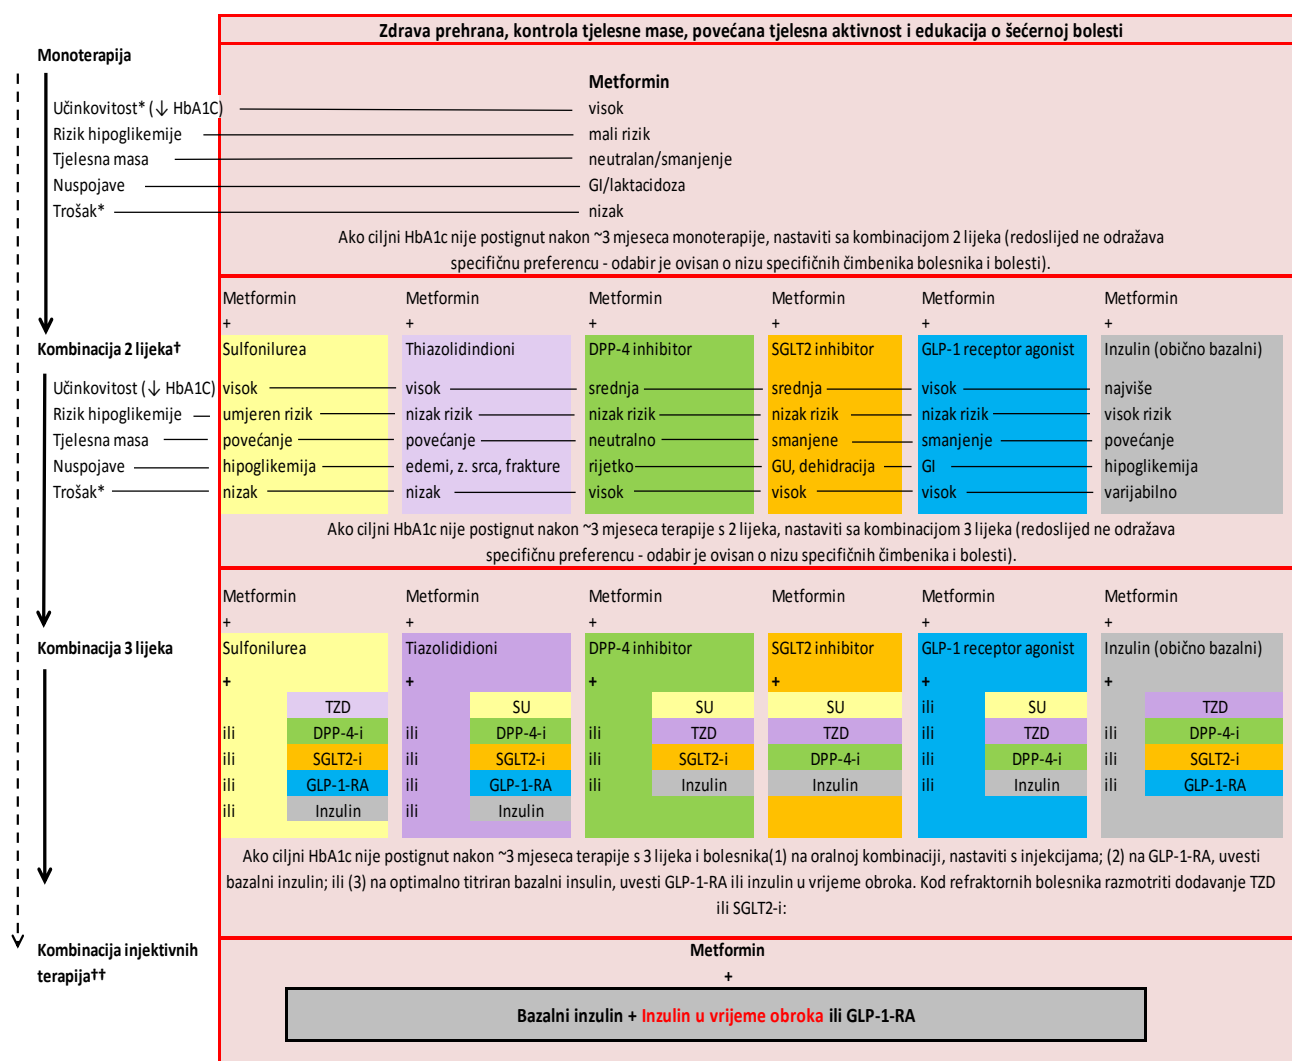 Zdrava prehrana, kontrola tjelesne mase, povećana tjelesna aktivnost i edukacija o šećernoj bolesti
Monoterapija
Metformin
Učinkovitost* (↓ HbA1C) visok
Rizik hipoglikemije mali rizik
Tjelesna masa neutralan/smanjenje
Nuspojave GI/laktacidoza
Trošak* nizak
Ako ciljni HbA1c nije postignut nakon ~3 mjeseca monoterapije, nastaviti sa kombinacijom 2 lijeka (redoslijed ne odražava
specifičnu preferencu - odabir je ovisan o nizu specifičnih čimbenika bolesnika i bolesti).
Metformin Metformin Metformin Metformin Metformin Metformin
+ + + + + +
Kombinacija 2 lijeka† Sulfonilurea Thiazolidindioni DPP-4 inhibitor SGLT2 inhibitor GLP-1 receptor agonist Inzulin (obično bazalni)
Učinkovitost (↓ HbA1C) visok visok srednja srednja visok najviše
Rizik hipoglikemije umjeren rizik nizak rizik nizak rizik nizak rizik nizak rizik visok rizik
Tjelesna masa povećanje povećanje neutralno smanjene smanjenje povećanje
Nuspojave hipoglikemija edemi, z. srca, frakture rijetko GU, dehidracija GI hipoglikemija
Trošak* nizak nizak visok visok visok varijabilno
Ako ciljni HbA1c nije postignut nakon ~3 mjeseca terapije s 2 lijeka, nastaviti sa kombinacijom 3 lijeka (redoslijed ne odražava
specifičnu preferencu - odabir je ovisan o nizu specifičnih čimbenika i bolesti).
Metformin Metformin Metformin Metformin Metformin Metformin
+ + + + + +
Kombinacija 3 lijeka Sulfonilurea Tiazolididioni DPP-4 inhibitor SGLT2 inhibitor GLP-1 receptor agonist Inzulin (obično bazalni)
+ + + + + +
TZD SU SU SU ili SU TZD
ili DPP-4-i ili DPP-4-i ili TZD ili TZD ili TZD ili DPP-4-i
ili SGLT2-i ili SGLT2-i ili SGLT2-i ili DPP-4-i ili DPP-4-i ili SGLT2-i
ili GLP-1-RA ili GLP-1-RA ili Inzulin ili Inzulin ili Inzulin ili GLP-1-RA
ili Inzulin ili Inzulin
Ako ciljni HbA1c nije postignut nakon ~3 mjeseca terapije s 3 lijeka i bolesnika(1) na oralnoj kombinaciji, nastaviti s injekcijama; (2) na GLP-1-RA, uvesti
bazalni inzulin; ili (3) na optimalno titriran bazalni insulin, uvesti GLP-1-RA ili inzulin u vrijeme obroka. Kod refraktornih bolesnika razmotriti dodavanje TZD
ili SGLT2-i:
Kombinacija injektivnih
terapija††
Metformin
+
Bazalni inzulin + Inzulin u vrijeme obroka ili GLP-1-RA